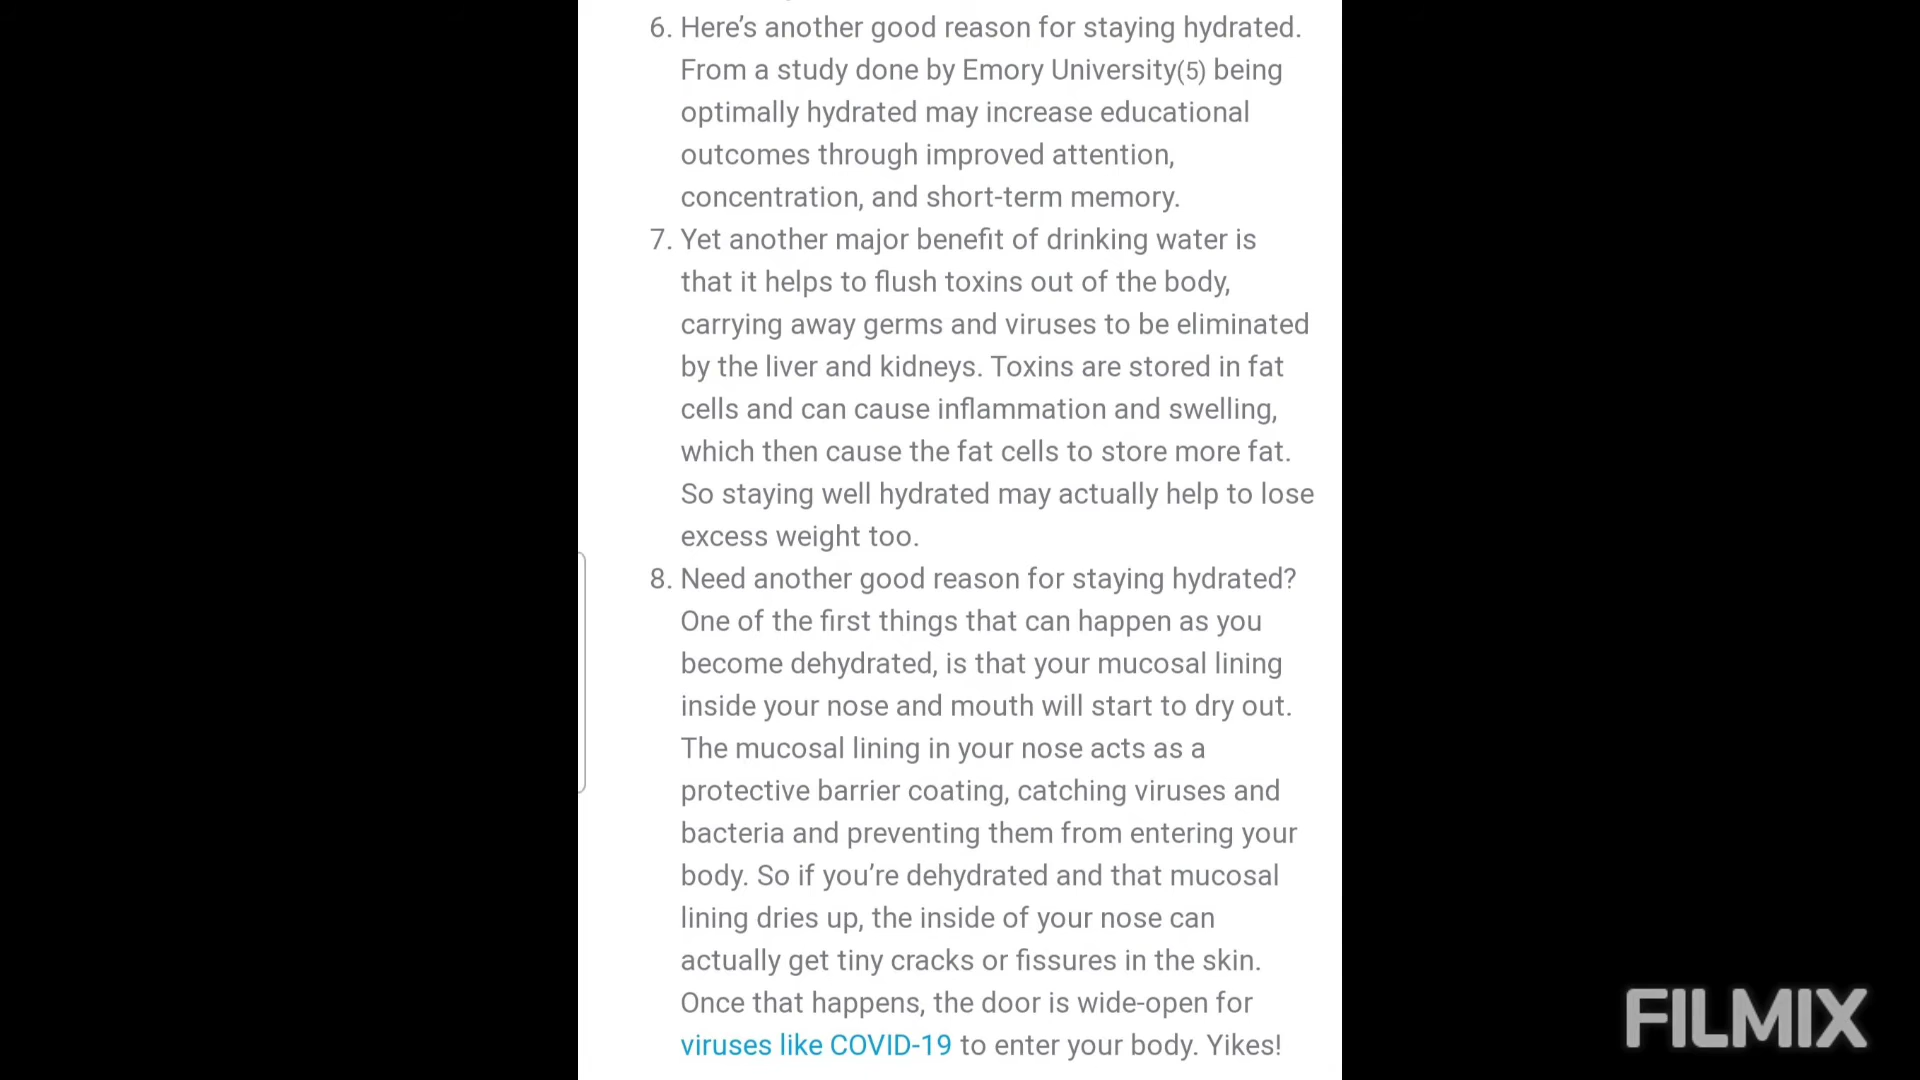 6. Here’s another good reason for staying hydrated.
From a study done by Emory University(5) being
optimally hydrated may increase educational
outcomes through improved attention,
concentration, and short-term memory.
7. Yet another major benefit of drinking water is
that it helps to flush toxins out of the body,
carrying away germs and viruses to be eliminated
by the liver and kidneys. Toxins are stored in fat
cells and can cause inflammation and swelling,
which then cause the fat cells to store more fat.
So staying well hydrated may actually help to lose
excess weight too.
8. Need another good reason for staying hydrated?
One of the first things that can happen as you
become dehydrated, is that your mucosal lining
inside your nose and mouth will start to dry out.
The mucosal lining in your nose acts as a
protective barrier coating, catching viruses and
bacteria and preventing them from entering your
body. So if you’re dehydrated and that mucosal
lining dries up, the inside of your nose can
actually get tiny cracks or fissures in the skin.
Once that happens, the door is wide-open for
viruses like COVID-19 to enter your body. Yikes!
FILMIX